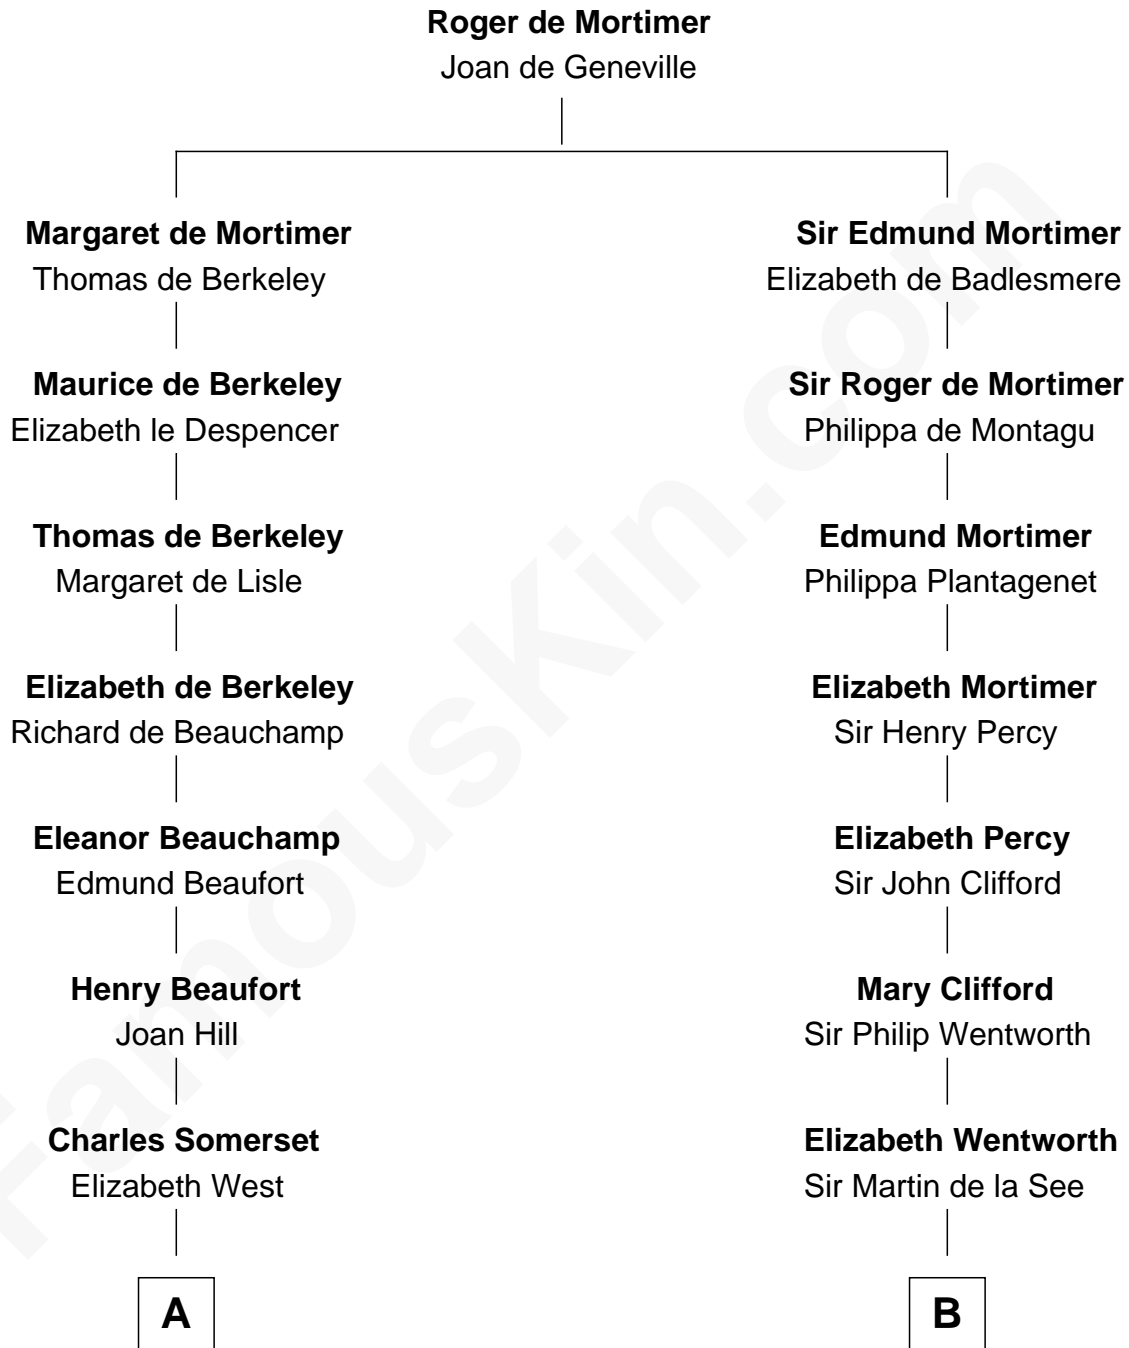 Roger de Mortimer
Joan de Geneville
Margaret de Mortimer
Thomas de Berkeley
Sir Edmund Mortimer
Elizabeth de Badlesmere
Maurice de Berkeley
Elizabeth le Despencer
Sir Roger de Mortimer
Philippa de Montagu
Thomas de Berkeley
Margaret de Lisle
Edmund Mortimer
Philippa Plantagenet
Elizabeth de Berkeley
Richard de Beauchamp
Elizabeth Mortimer
Sir Henry Percy
Eleanor Beauchamp
Edmund Beaufort
Elizabeth Percy
Sir John Clifford
Henry Beaufort
Joan Hill
Mary Clifford
Sir Philip Wentworth
Charles Somerset
Elizabeth West
Elizabeth Wentworth
Sir Martin de la See
A
B
FamousKin.com